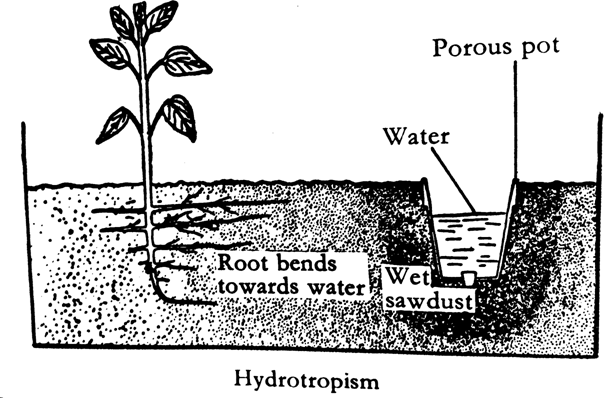 Porous pot
Water
Root bends
towards water
Wet
sawdust
Hydrotropism